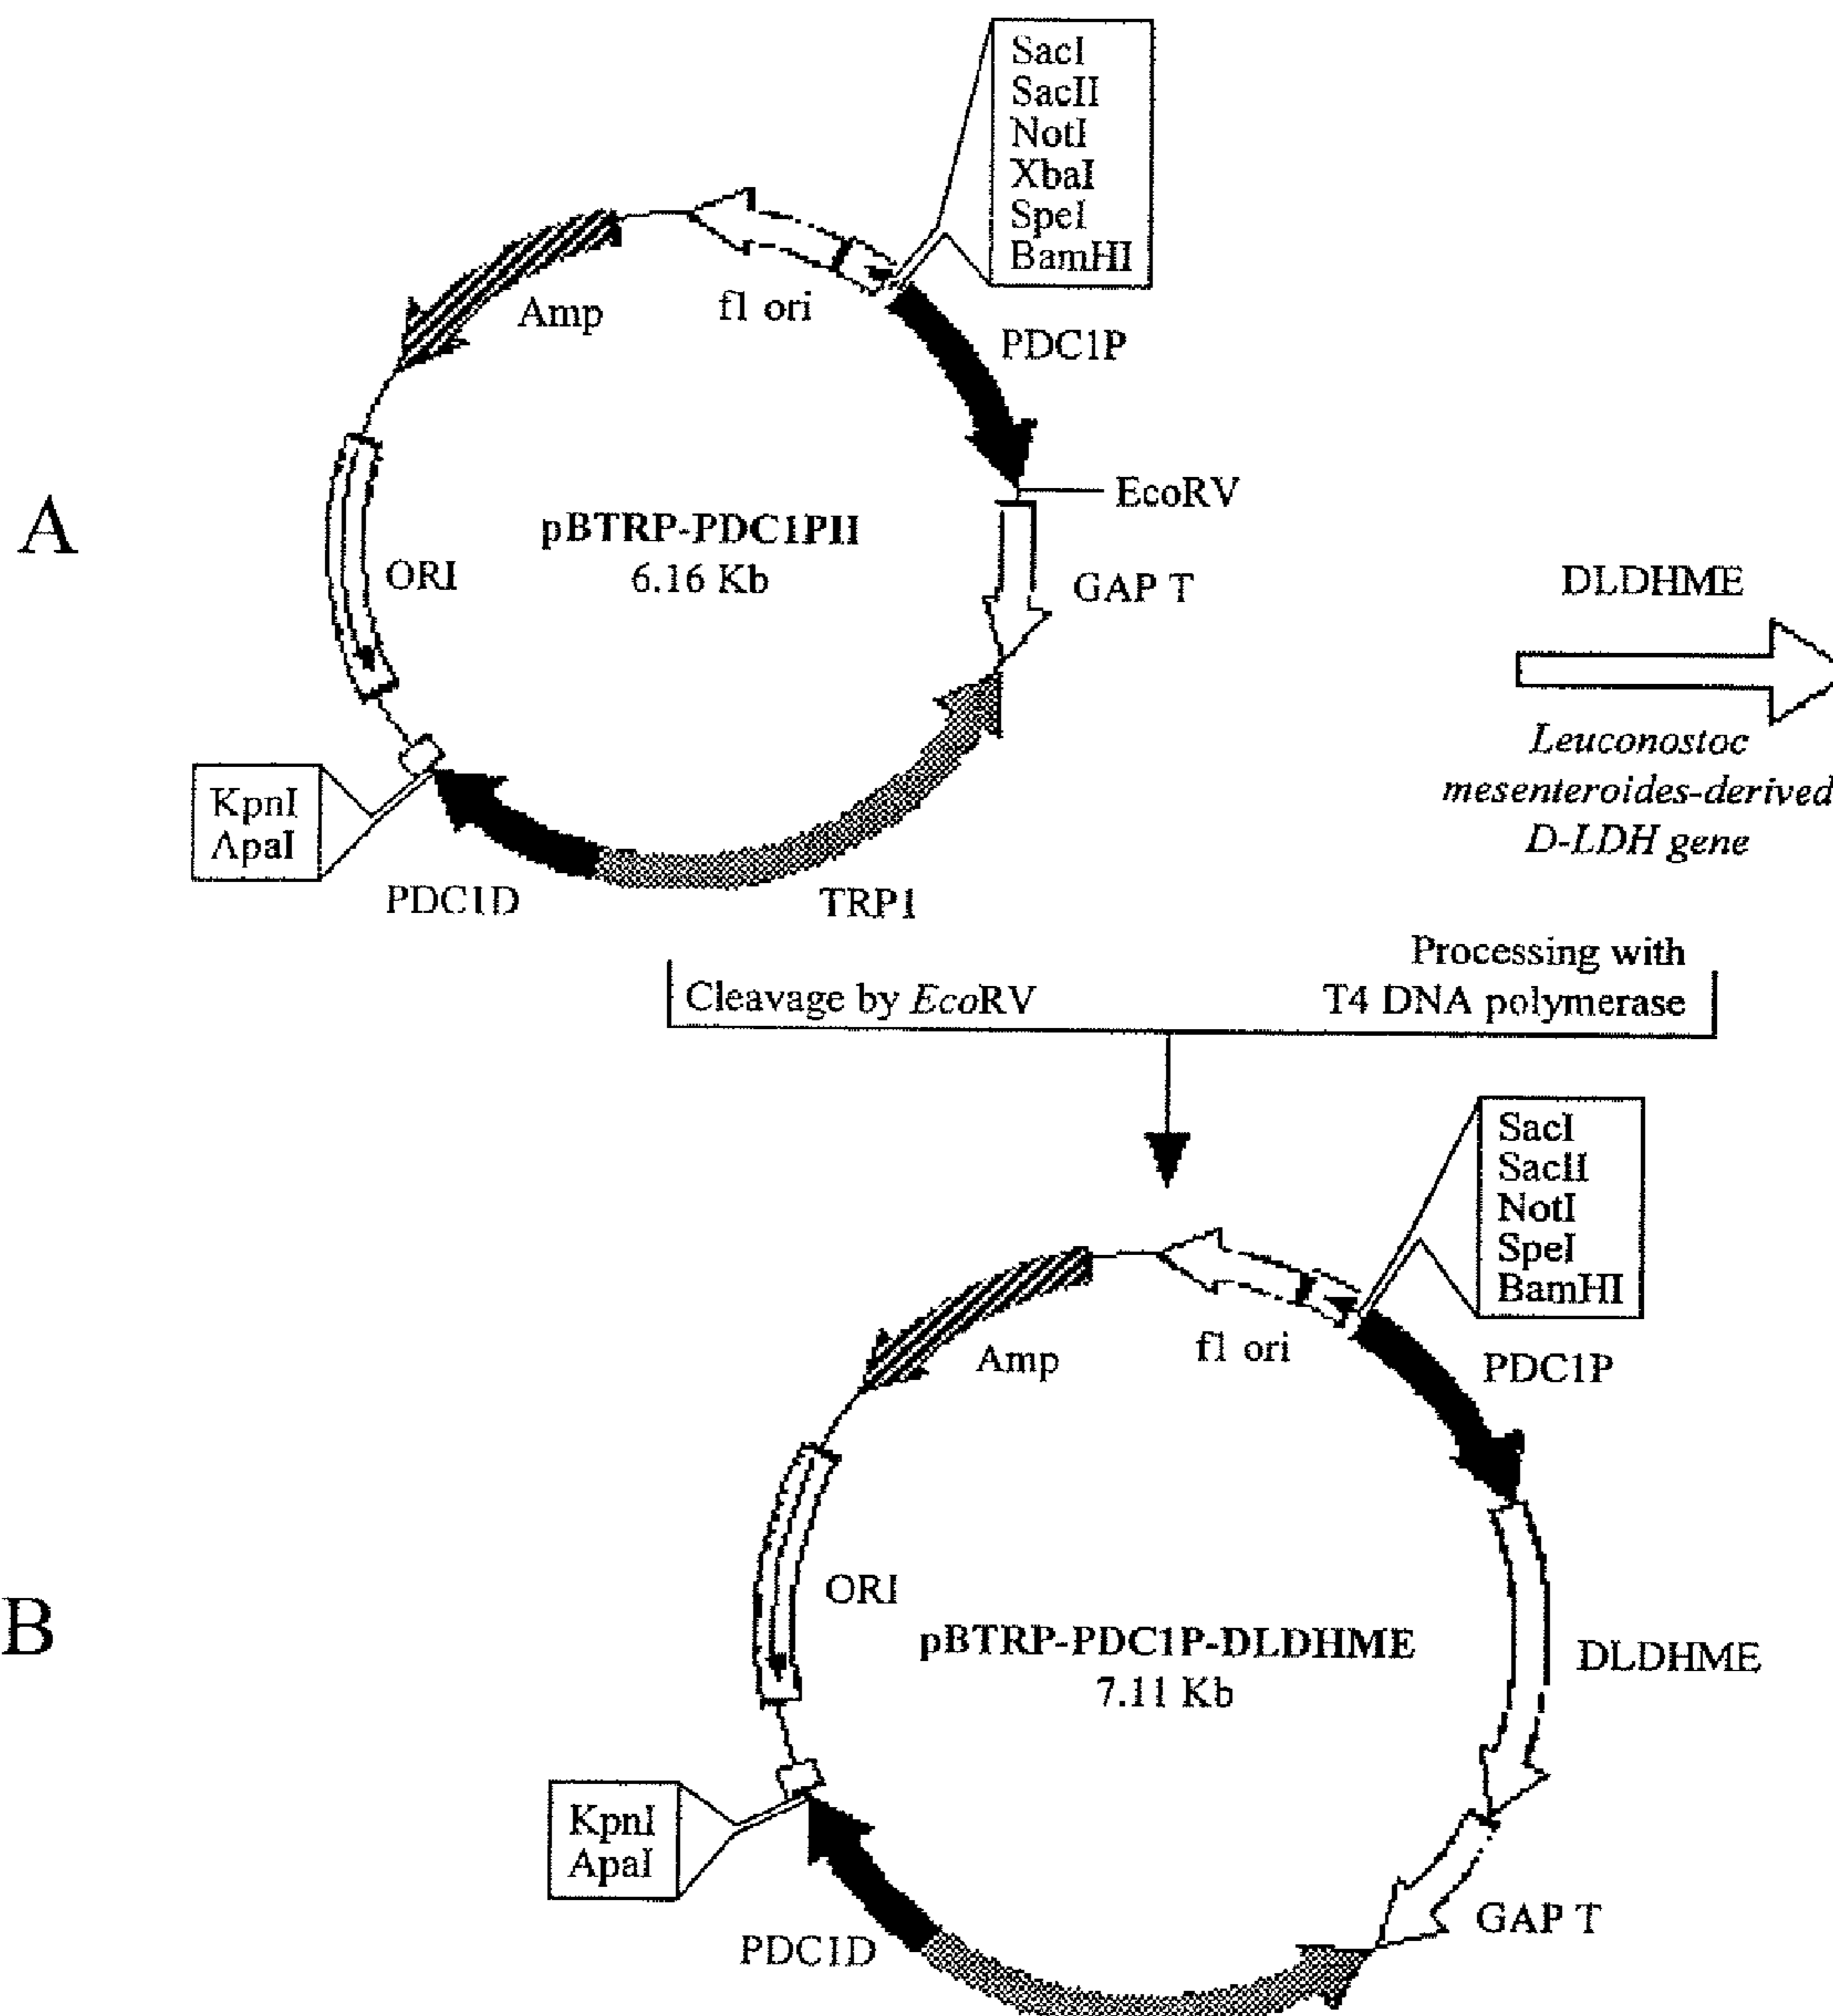 SacI
SacII
NotI
XbaI
SpeI
BamHI
Amp
f1 ori
PDC1P
A
EcoRV
pBTRP-PDC1PII
6.16 Kb
ORI
GAP T
DLDHME
Leuconostoc
mesenteroides-derived
D-LDH gene
KpnI
ApaI
PDC1D
TRP1
Cleavage by EcoRV
Processing with
T4 DNA polymerase
SacI
SacII
NotI
SpeI
BamHI
Amp
f1 ori
PDC1P
ORI
B
pBTRP-PDC1P-DLDHME
7.11 Kb
DLDHME
KpnI
ApaI
PDC1D
GAP T